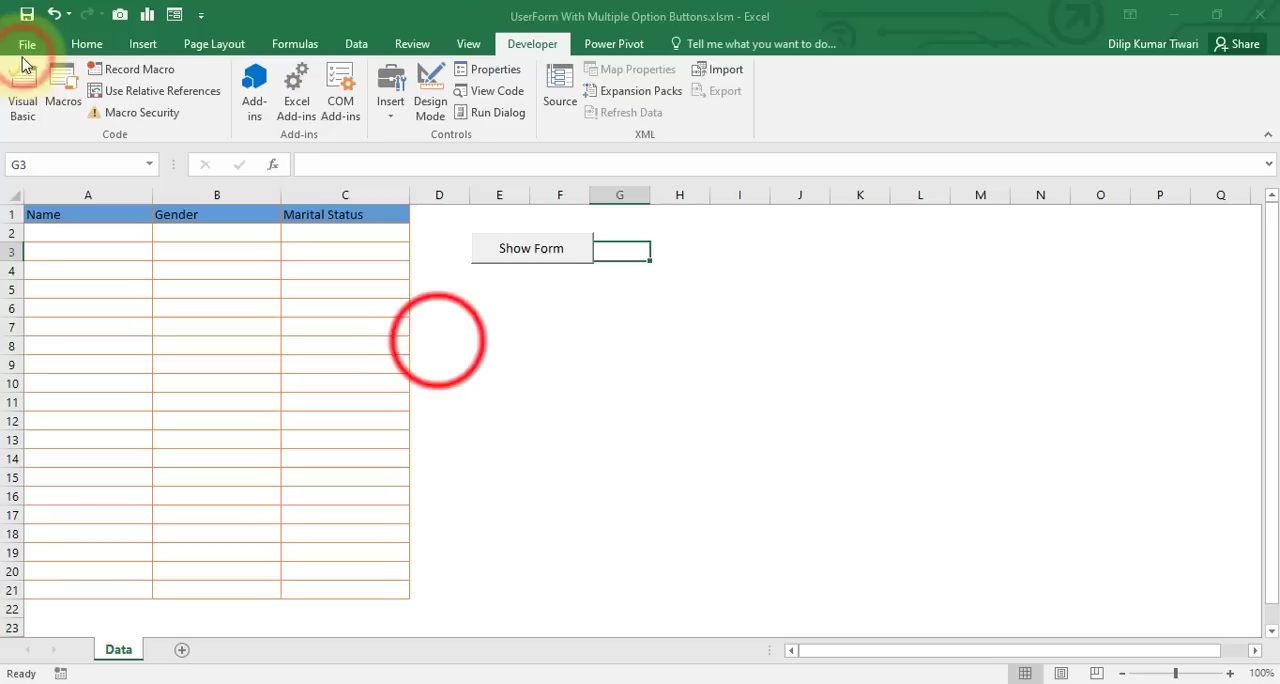 UserForm With Multiple Option Buttons.xlsm - Excel
File Home Insert Page Layout Formulas Data Review View Developer Power Pivot Tell me what you want to do... Dilip Kumar Tiwari Share
Visual Basic
Macros
Record Macro
Use Relative References
Macro Security
Code
Add-ins
Excel Add-ins
COM Add-ins
Add-ins
Insert
Design Mode
Properties
View Code
Run Dialog
Controls
Source
Map Properties
Expansion Packs
Refresh Data
Import
Export
XML
G3 fx
A B C D E F G H I J K L M N O P Q
1 Name Gender Marital Status
2
3 Show Form
4
5
6
7
8
9
10
11
12
13
14
15
16
17
18
19
20
21
22
23
Data
Ready 100%